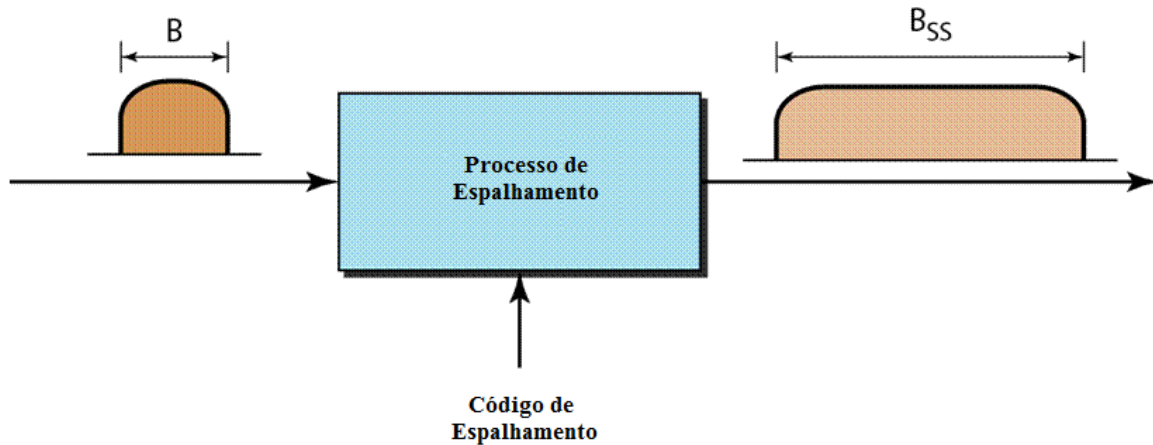 B
B_SS
Processo de
Espalhamento
Código de
Espalhamento